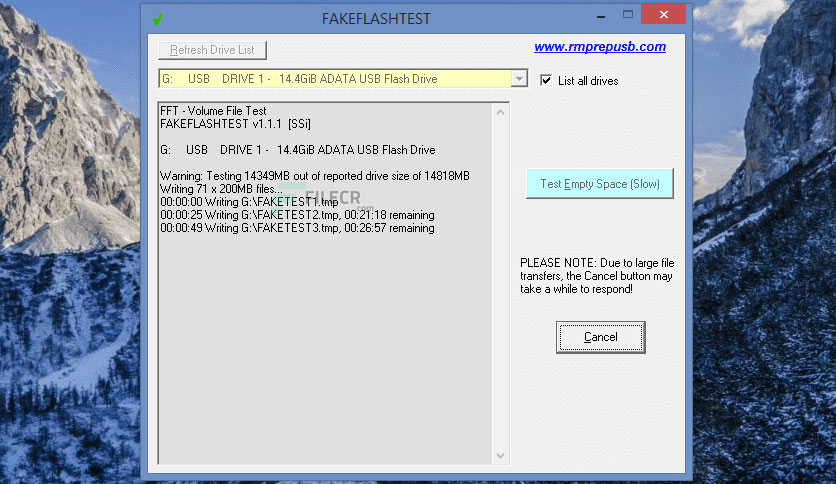 FAKEFLASHTEST
Refresh Drive List
www.rmprepusb.com
G: USB DRIVE 1 - 14.4GiB ADATA USB Flash Drive
List all drives
FFT - Volume File Test
FAKEFLASHTEST v1.1.1 [SSi]
G: USB DRIVE 1 - 14.4GiB ADATA USB Flash Drive
Warning: Testing 14349MB out of reported drive size of 14818MB
Writing 71 x 200MB files...
00:00:00 Writing G:\FAKETEST1.tmp
00:00:25 Writing G:\FAKETEST2.tmp, 00:21:18 remaining
00:00:49 Writing G:\FAKETEST3.tmp, 00:26:57 remaining
FILECR
.com
Test Empty Space (Slow)
PLEASE NOTE: Due to large file
transfers, the Cancel button may
take a while to respond!
Cancel